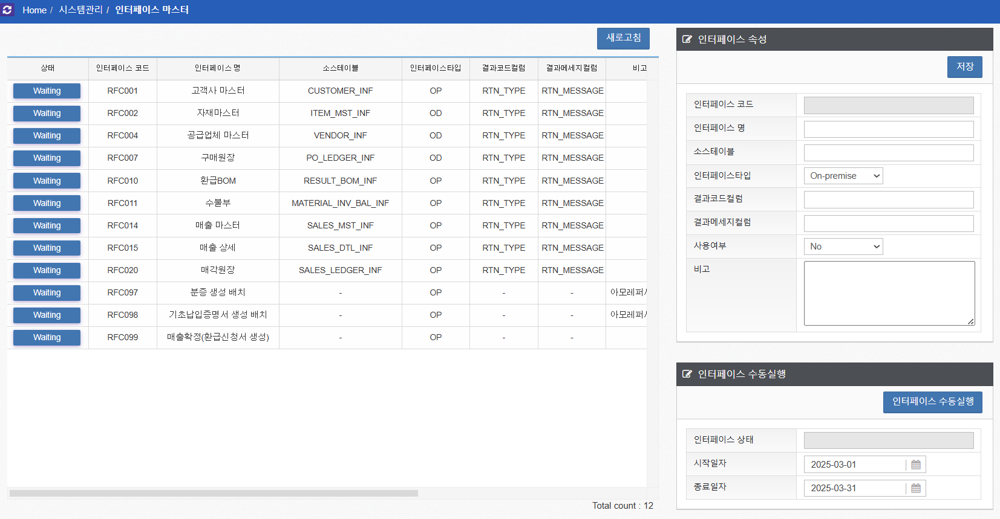 Home / 시스템관리 / 인터페이스 마스터
새로고침
상태 인터페이스 코드 인터페이스 명 소스테이블 인터페이스타입 결과코드컬럼 결과메세지컬럼 비고
Waiting RFC001 고객사 마스터 CUSTOMER_INF OP RTN_TYPE RTN_MESSAGE
Waiting RFC002 자재마스터 ITEM_MST_INF OD RTN_TYPE RTN_MESSAGE
Waiting RFC004 공급업체 마스터 VENDOR_INF OD RTN_TYPE RTN_MESSAGE
Waiting RFC007 구매원장 PO_LEDGER_INF OD RTN_TYPE RTN_MESSAGE
Waiting RFC010 환급BOM RESULT_BOM_INF OP RTN_TYPE RTN_MESSAGE
Waiting RFC011 수불부 MATERIAL_INV_BAL_INF OP RTN_TYPE RTN_MESSAGE
Waiting RFC014 매출 마스터 SALES_MST_INF OP RTN_TYPE RTN_MESSAGE
Waiting RFC015 매출 상세 SALES_DTL_INF OP RTN_TYPE RTN_MESSAGE
Waiting RFC020 매각원장 SALES_LEDGER_INF OP RTN_TYPE RTN_MESSAGE
Waiting RFC097 분증 생성 배치 - OP - - 아모레퍼
Waiting RFC098 기초납입증명서 생성 배치 - OP - - 아모레퍼
Waiting RFC099 매출확정(환급신청서 생성) - OP - -
Total count : 12
인터페이스 속성
저장
인터페이스 코드
인터페이스 명
소스테이블
인터페이스타입 On-premise
결과코드컬럼
결과메세지컬럼
사용여부 No
비고
인터페이스 수동실행
인터페이스 수동실행
인터페이스 상태
시작일자 2025-03-01
종료일자 2025-03-31